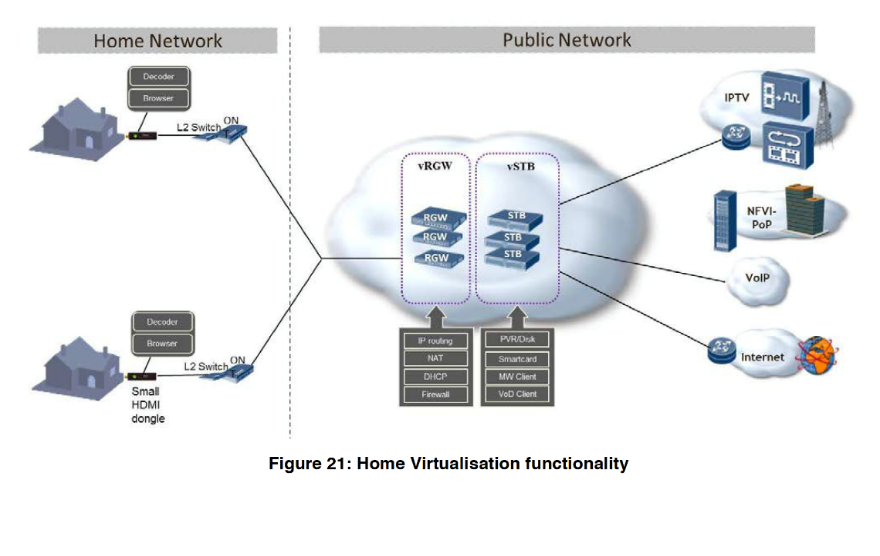 Home Network
Public Network
Decoder
Browser
L2 Switch
ON
IPTV
vRGW
vSTB
RGW
RGW
RGW
STB
STB
STB
NFVI-
PoP
VoIP
Internet
Decoder
Browser
L2 Switch
ON
Small
HDMI
dongle
IP routing
NAT
DHCP
Firewall
PVR/Disk
Smartcard
MW Client
VoD Client
Figure 21: Home Virtualisation functionality